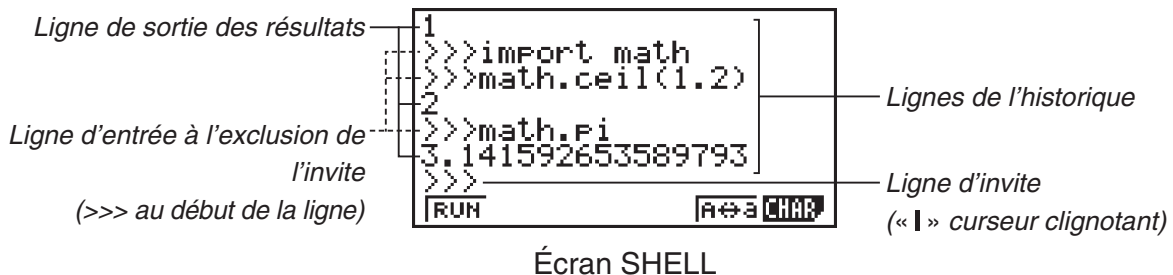 Ligne de sortie des résultats
Ligne d'entrée à l'exclusion de
l'invite
(>>> au début de la ligne)
1
>>>import math
>>>math.ceil(1.2)
2
>>>math.pi
3.141592653589793
>>>
RUN
A⇔a
CHAR
Lignes de l'historique
Ligne d'invite
(« | » curseur clignotant)
Écran SHELL